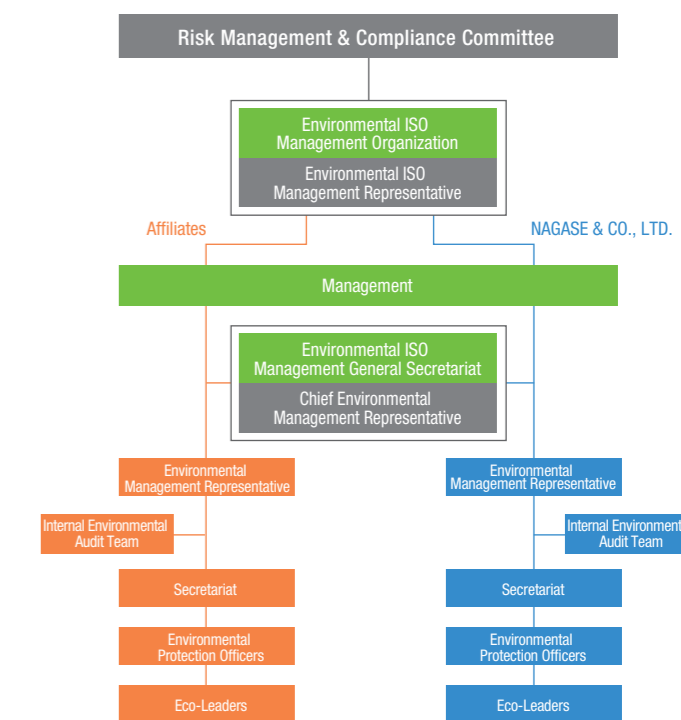 Risk Management & Compliance Committee
Environmental ISO
Management Organization
Environmental ISO
Management Representative
Affiliates
NAGASE & CO., LTD.
Management
Environmental ISO
Management General Secretariat
Chief Environmental
Management Representative
Environmental
Management Representative
Environmental
Management Representative
Internal Environmental
Audit Team
Internal Environment
Audit Team
Secretariat
Secretariat
Environmental
Protection Officers
Environmental
Protection Officers
Eco-Leaders
Eco-Leaders